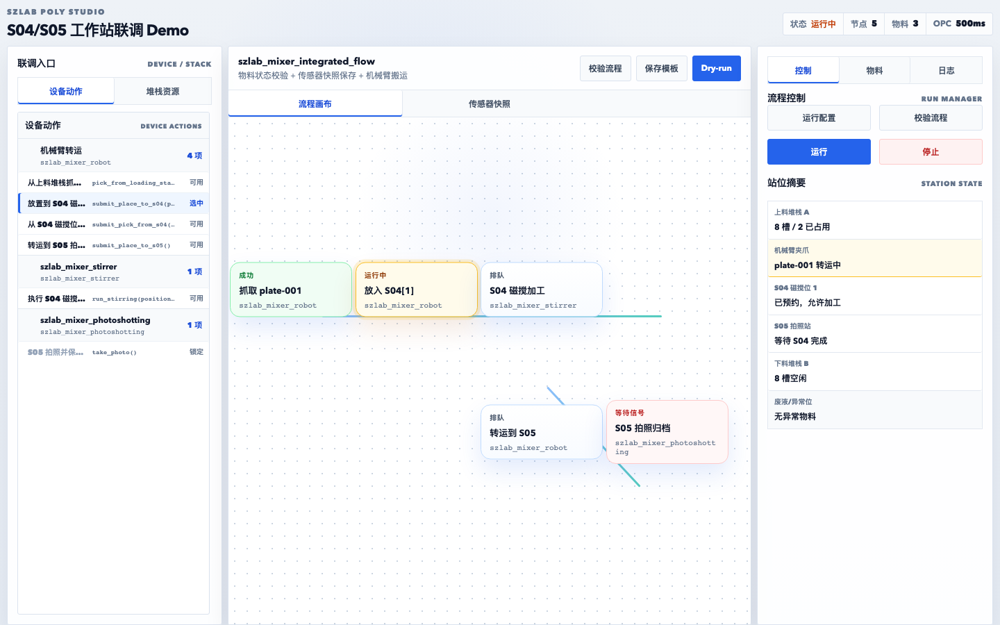 SZLAB POLY STUDIO
S04/S05 工作站联调 Demo
状态 运行中 节点 5 物料 3 OPC 500ms
联调入口 DEVICE / STACK
设备动作 堆栈资源
设备动作 DEVICE ACTIONS
机械臂转运 4 项
szlab_mixer_robot
从上料堆栈抓... pick_from_loading_sta... 可用
放置到 S04 磁... submit_place_to_s04(p... 选中
从 S04 磁搅位... submit_pick_from_s04(... 可用
转运到 S05 拍... submit_place_to_s05() 可用
szlab_mixer_stirrer 1 项
szlab_mixer_stirrer
执行 S04 磁搅... run_stirring(position... 可用
szlab_mixer_photoshotting 1 项
szlab_mixer_photoshotting
S05 拍照并保... take_photo() 锁定
szlab_mixer_integrated_flow
物料状态校验 + 传感器快照保存 + 机械臂搬运
校验流程 保存模板 Dry-run
流程画布 传感器快照
成功
抓取 plate-001
szlab_mixer_robot
运行中
放入 S04[1]
szlab_mixer_robot
排队
S04 磁搅加工
szlab_mixer_stirrer
排队
转运到 S05
szlab_mixer_robot
等待信号
S05 拍照归档
szlab_mixer_photoshott
ing
控制 物料 日志
流程控制 RUN MANAGER
运行配置 校验流程
运行 停止
站位摘要 STATION STATE
上料堆栈 A
8 槽 / 2 已占用
机械臂夹爪
plate-001 转运中
S04 磁搅位 1
已预约，允许加工
S05 拍照站
等待 S04 完成
下料堆栈 B
8 槽空闲
废液/异常位
无异常物料